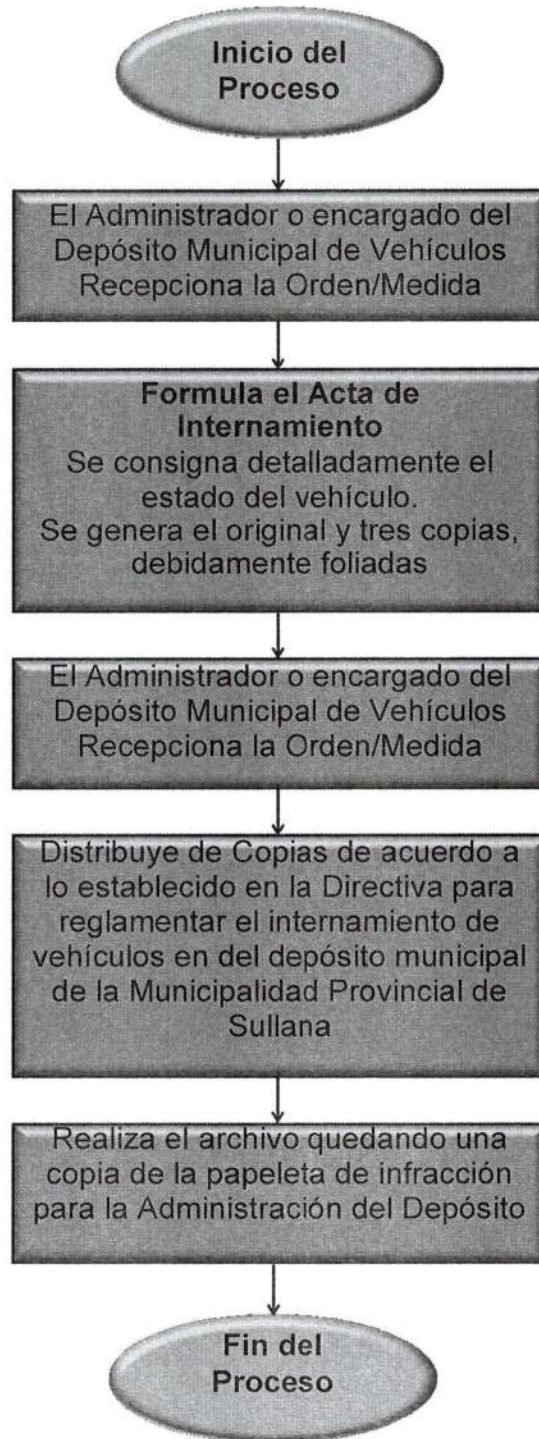 Inicio del
Proceso
El Administrador o encargado del
Depósito Municipal de Vehículos
Recepciona la Orden/Medida
Formula el Acta de
Internamiento
Se consigna detalladamente el
estado del vehículo.
Se genera el original y tres copias,
debidamente foliadas
El Administrador o encargado del
Depósito Municipal de Vehículos
Recepciona la Orden/Medida
Distribuye de Copias de acuerdo a
lo establecido en la Directiva para
reglamentar el internamiento de
vehículos en del depósito municipal
de la Municipalidad Provincial de
Sullana
Realiza el archivo quedando una
copia de la papeleta de infracción
para la Administración del Depósito
Fin del
Proceso